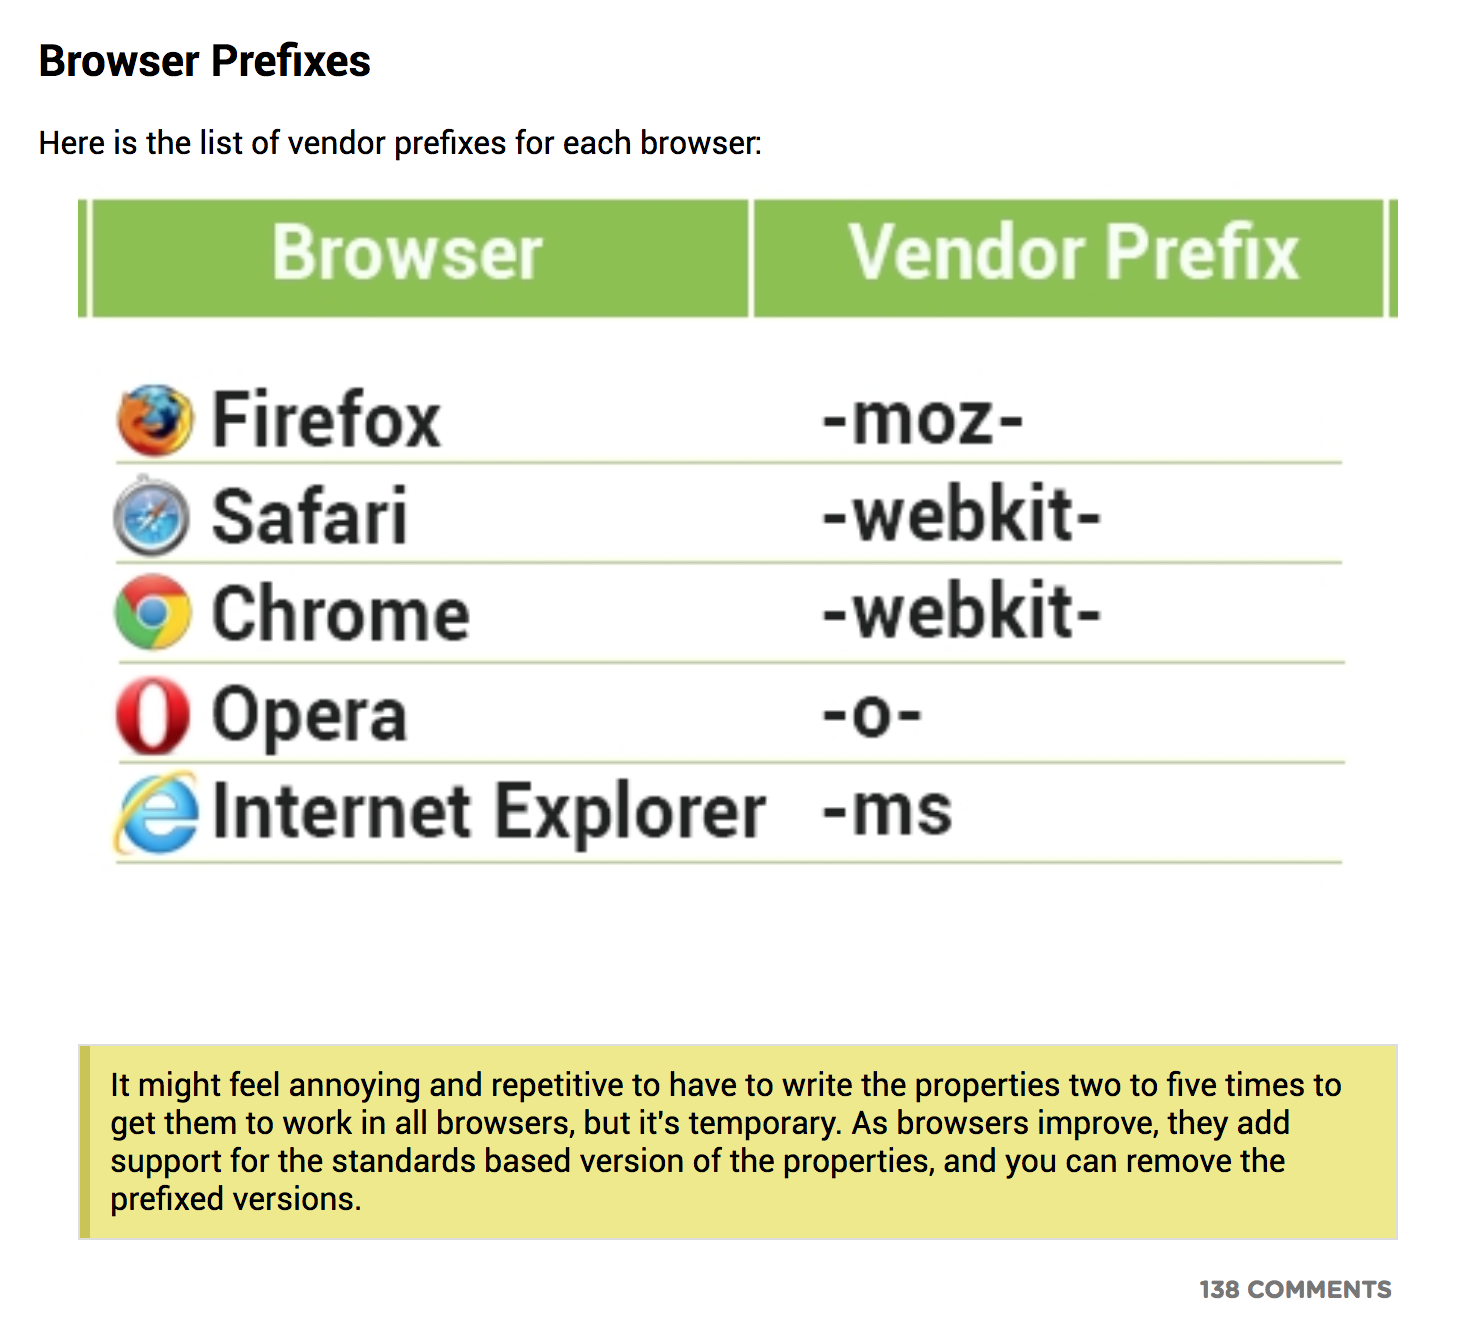 Browser Prefixes
Here is the list of vendor prefixes for each browser:
Browser Vendor Prefix
Firefox -moz-
Safari -webkit-
Chrome -webkit-
Opera -o-
Internet Explorer -ms
It might feel annoying and repetitive to have to write the properties two to five times to
get them to work in all browsers, but it's temporary. As browsers improve, they add
support for the standards based version of the properties, and you can remove the
prefixed versions.
138 COMMENTS